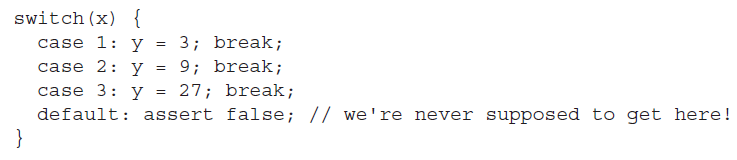 switch(x) {
  case 1: y = 3; break;
  case 2: y = 9; break;
  case 3: y = 27; break;
  default: assert false; // we're never supposed to get here!
}